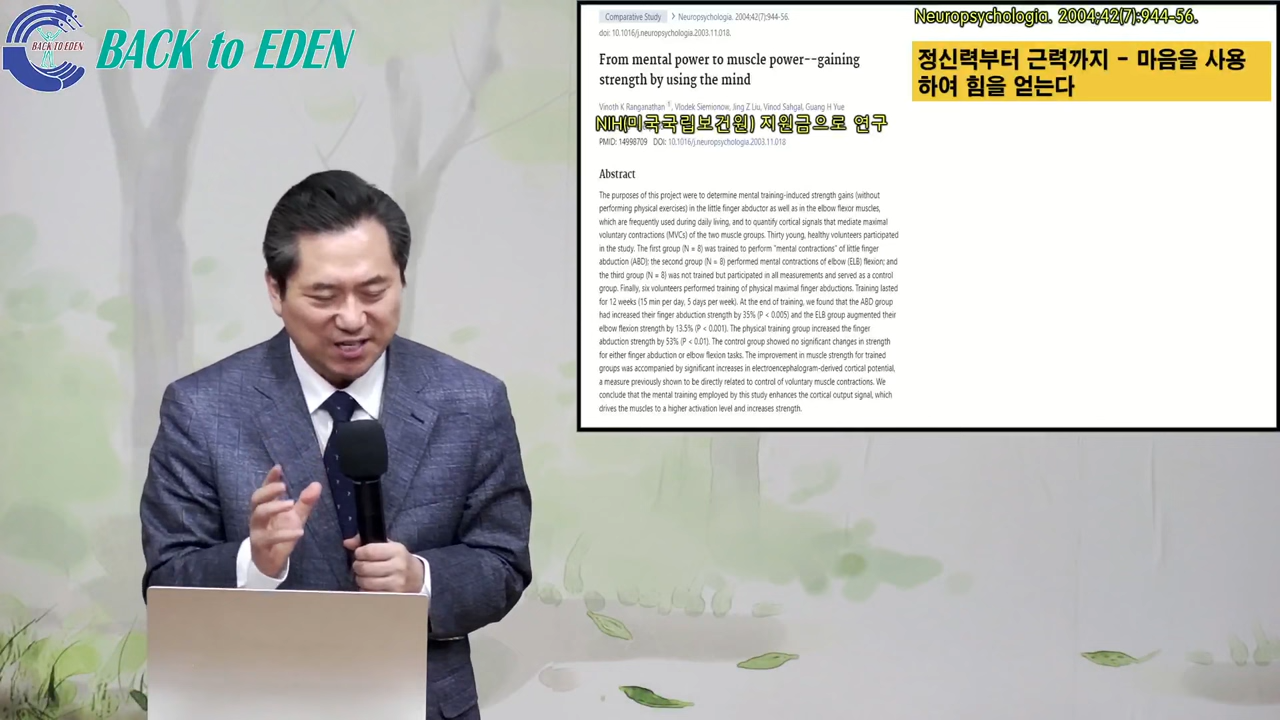 BACK TO EDEN
BACK to EDEN
Comparative Study > Neuropsychologia. 2004;42(7):944-56.
doi: 10.1016/j.neuropsychologia.2003.11.018.
From mental power to muscle power--gaining
strength by using the mind
Vinoth K Ranganathan 1, Vlodek Siemionow, Jing Z Liu, Vinod Sahgal, Guang H Yue
NIH(미국국립보건원) 지원금으로 연구
PMID: 14998709 DOI: 10.1016/j.neuropsychologia.2003.11.018
Abstract
The purposes of this project were to determine mental training-induced strength gains (without
performing physical exercises) in the little finger abductor as well as in the elbow flexor muscles,
which are frequently used during daily living, and to quantify cortical signals that mediate maximal
voluntary contractions (MVCs) of the two muscle groups. Thirty young, healthy volunteers participated
in the study. The first group (N = 8) was trained to perform "mental contractions" of little finger
abduction (ABD); the second group (N = 8) performed mental contractions of elbow (ELB) flexion; and
the third group (N = 8) was not trained but participated in all measurements and served as a control
group. Finally, six volunteers performed training of physical maximal finger abductions. Training lasted
for 12 weeks (15 min per day, 5 days per week). At the end of training, we found that the ABD group
had increased their finger abduction strength by 35% (P < 0.005) and the ELB group augmented their
elbow flexion strength by 13.5% (P < 0.001). The physical training group increased the finger
abduction strength by 53% (P < 0.01). The control group showed no significant changes in strength
for either finger abduction or elbow flexion tasks. The improvement in muscle strength for trained
groups was accompanied by significant increases in electroencephalogram-derived cortical potential,
a measure previously shown to be directly related to control of voluntary muscle contractions. We
conclude that the mental training employed by this study enhances the cortical output signal, which
drives the muscles to a higher activation level and increases strength.
Neuropsychologia. 2004;42(7):944-56.
정신력부터 근력까지 - 마음을 사용
하여 힘을 얻는다